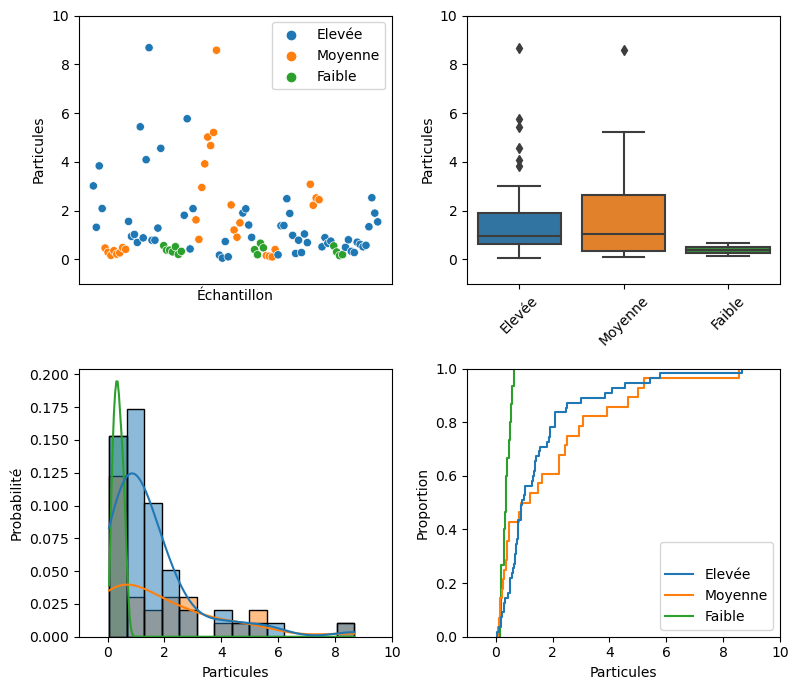 10
8
6
4
2
0
Particules
Échantillon
Elevée
Moyenne
Faible
10
8
6
4
2
0
Particules
Elevée
Moyenne
Faible
0.200
0.175
0.150
0.125
0.100
0.075
0.050
0.025
0.000
Probabilité
0 2 4 6 8 10
Particules
1.0
0.8
0.6
0.4
0.2
0.0
Proportion
Elevée
Moyenne
Faible
0 2 4 6 8 10
Particules